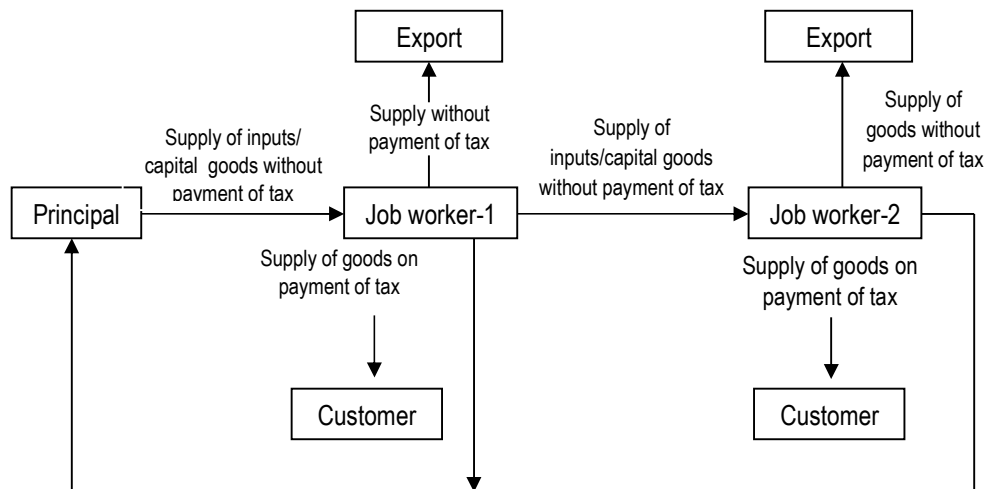 Export
Export
Supply without
payment of tax
Supply of
goods without
payment of tax
Supply of inputs/
capital goods without
payment of tax
Supply of
inputs/capital goods
without payment of tax
Principal
Job worker-1
Job worker-2
Supply of goods on
payment of tax
Supply of goods on
payment of tax
Customer
Customer